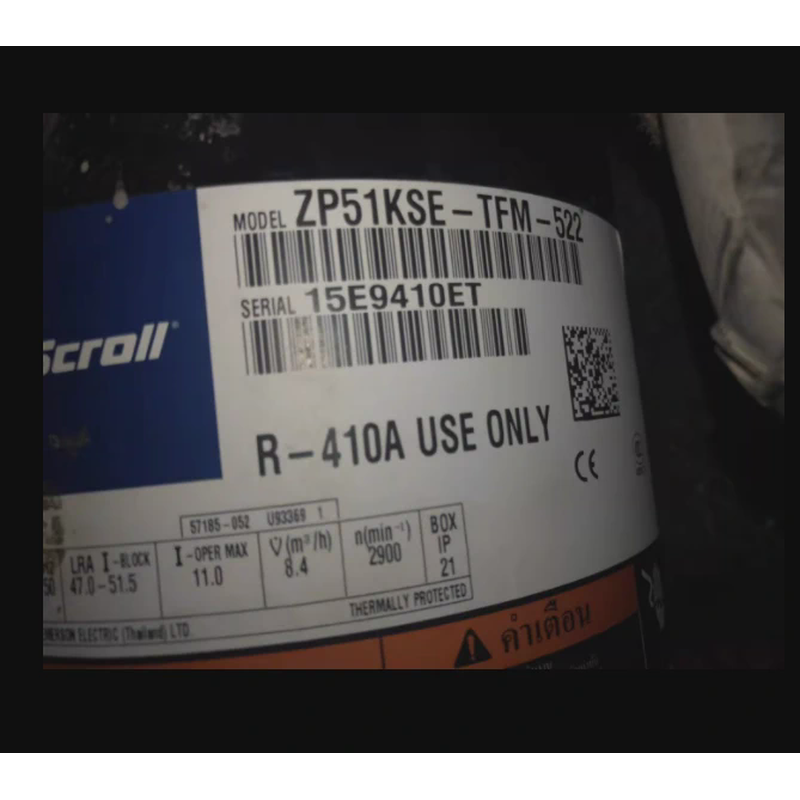 MODEL ZP51KSE-TFM-522
SERIAL 15E9410ET
Scroll®
R-410A USE ONLY
CE
57185-052 U93369 1
50
LRA I-BLOCK
47.0-51.5
I-OPER MAX
11.0
V̇(m³/h)
8.4
n(min⁻¹)
2900
BOX
IP
21
EMERSON ELECTRIC (Thailand) LTD.
THERMALLY PROTECTED
คำเตือน